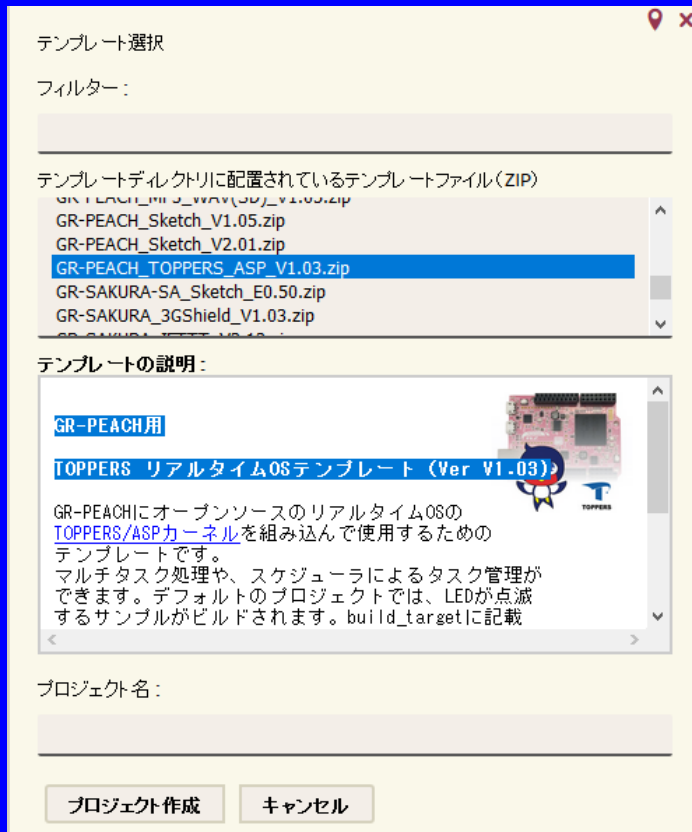 テンプレート選択
フィルター：
テンプレートディレクトリに配置されているテンプレートファイル（ZIP）
GR-PEACH_Sketch_V1.05.zip
GR-PEACH_Sketch_V2.01.zip
GR-PEACH_TOPPERS_ASP_V1.03.zip
GR-SAKURA-SA_Sketch_E0.50.zip
GR-SAKURA_3GShield_V1.03.zip
テンプレートの説明：
GR-PEACH用
TOPPERS リアルタイムOSテンプレート (Ver V1.03)
TOPPERS
GR-PEACHにオープンソースのリアルタイムOSの
TOPPERS/ASPカーネルを組み込んで使用するための
テンプレートです。
マルチタスク処理や、スケジューラによるタスク管理が
できます。デフォルトのプロジェクトでは、LEDが点滅
するサンプルがビルドされます。build_targetに記載
プロジェクト名：
プロジェクト作成
キャンセル